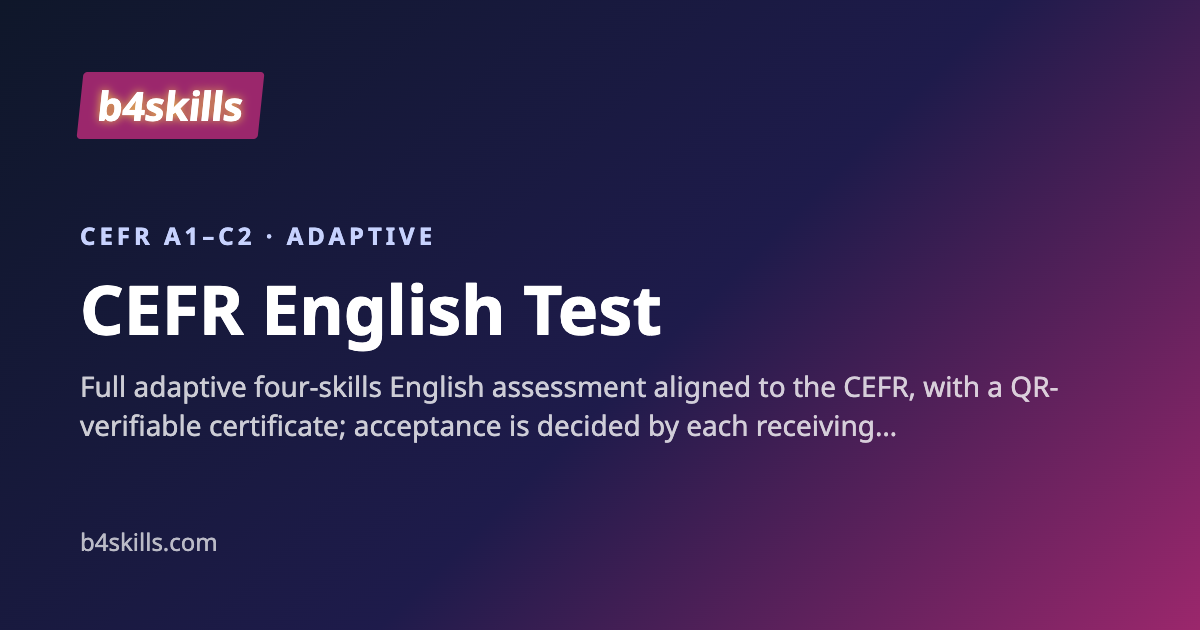 b4skills
CEFR A1–C2 · ADAPTIVE
CEFR English Test
Full adaptive four-skills English assessment aligned to the CEFR, with a QR-
verifiable certificate; acceptance is decided by each receiving…
b4skills.com